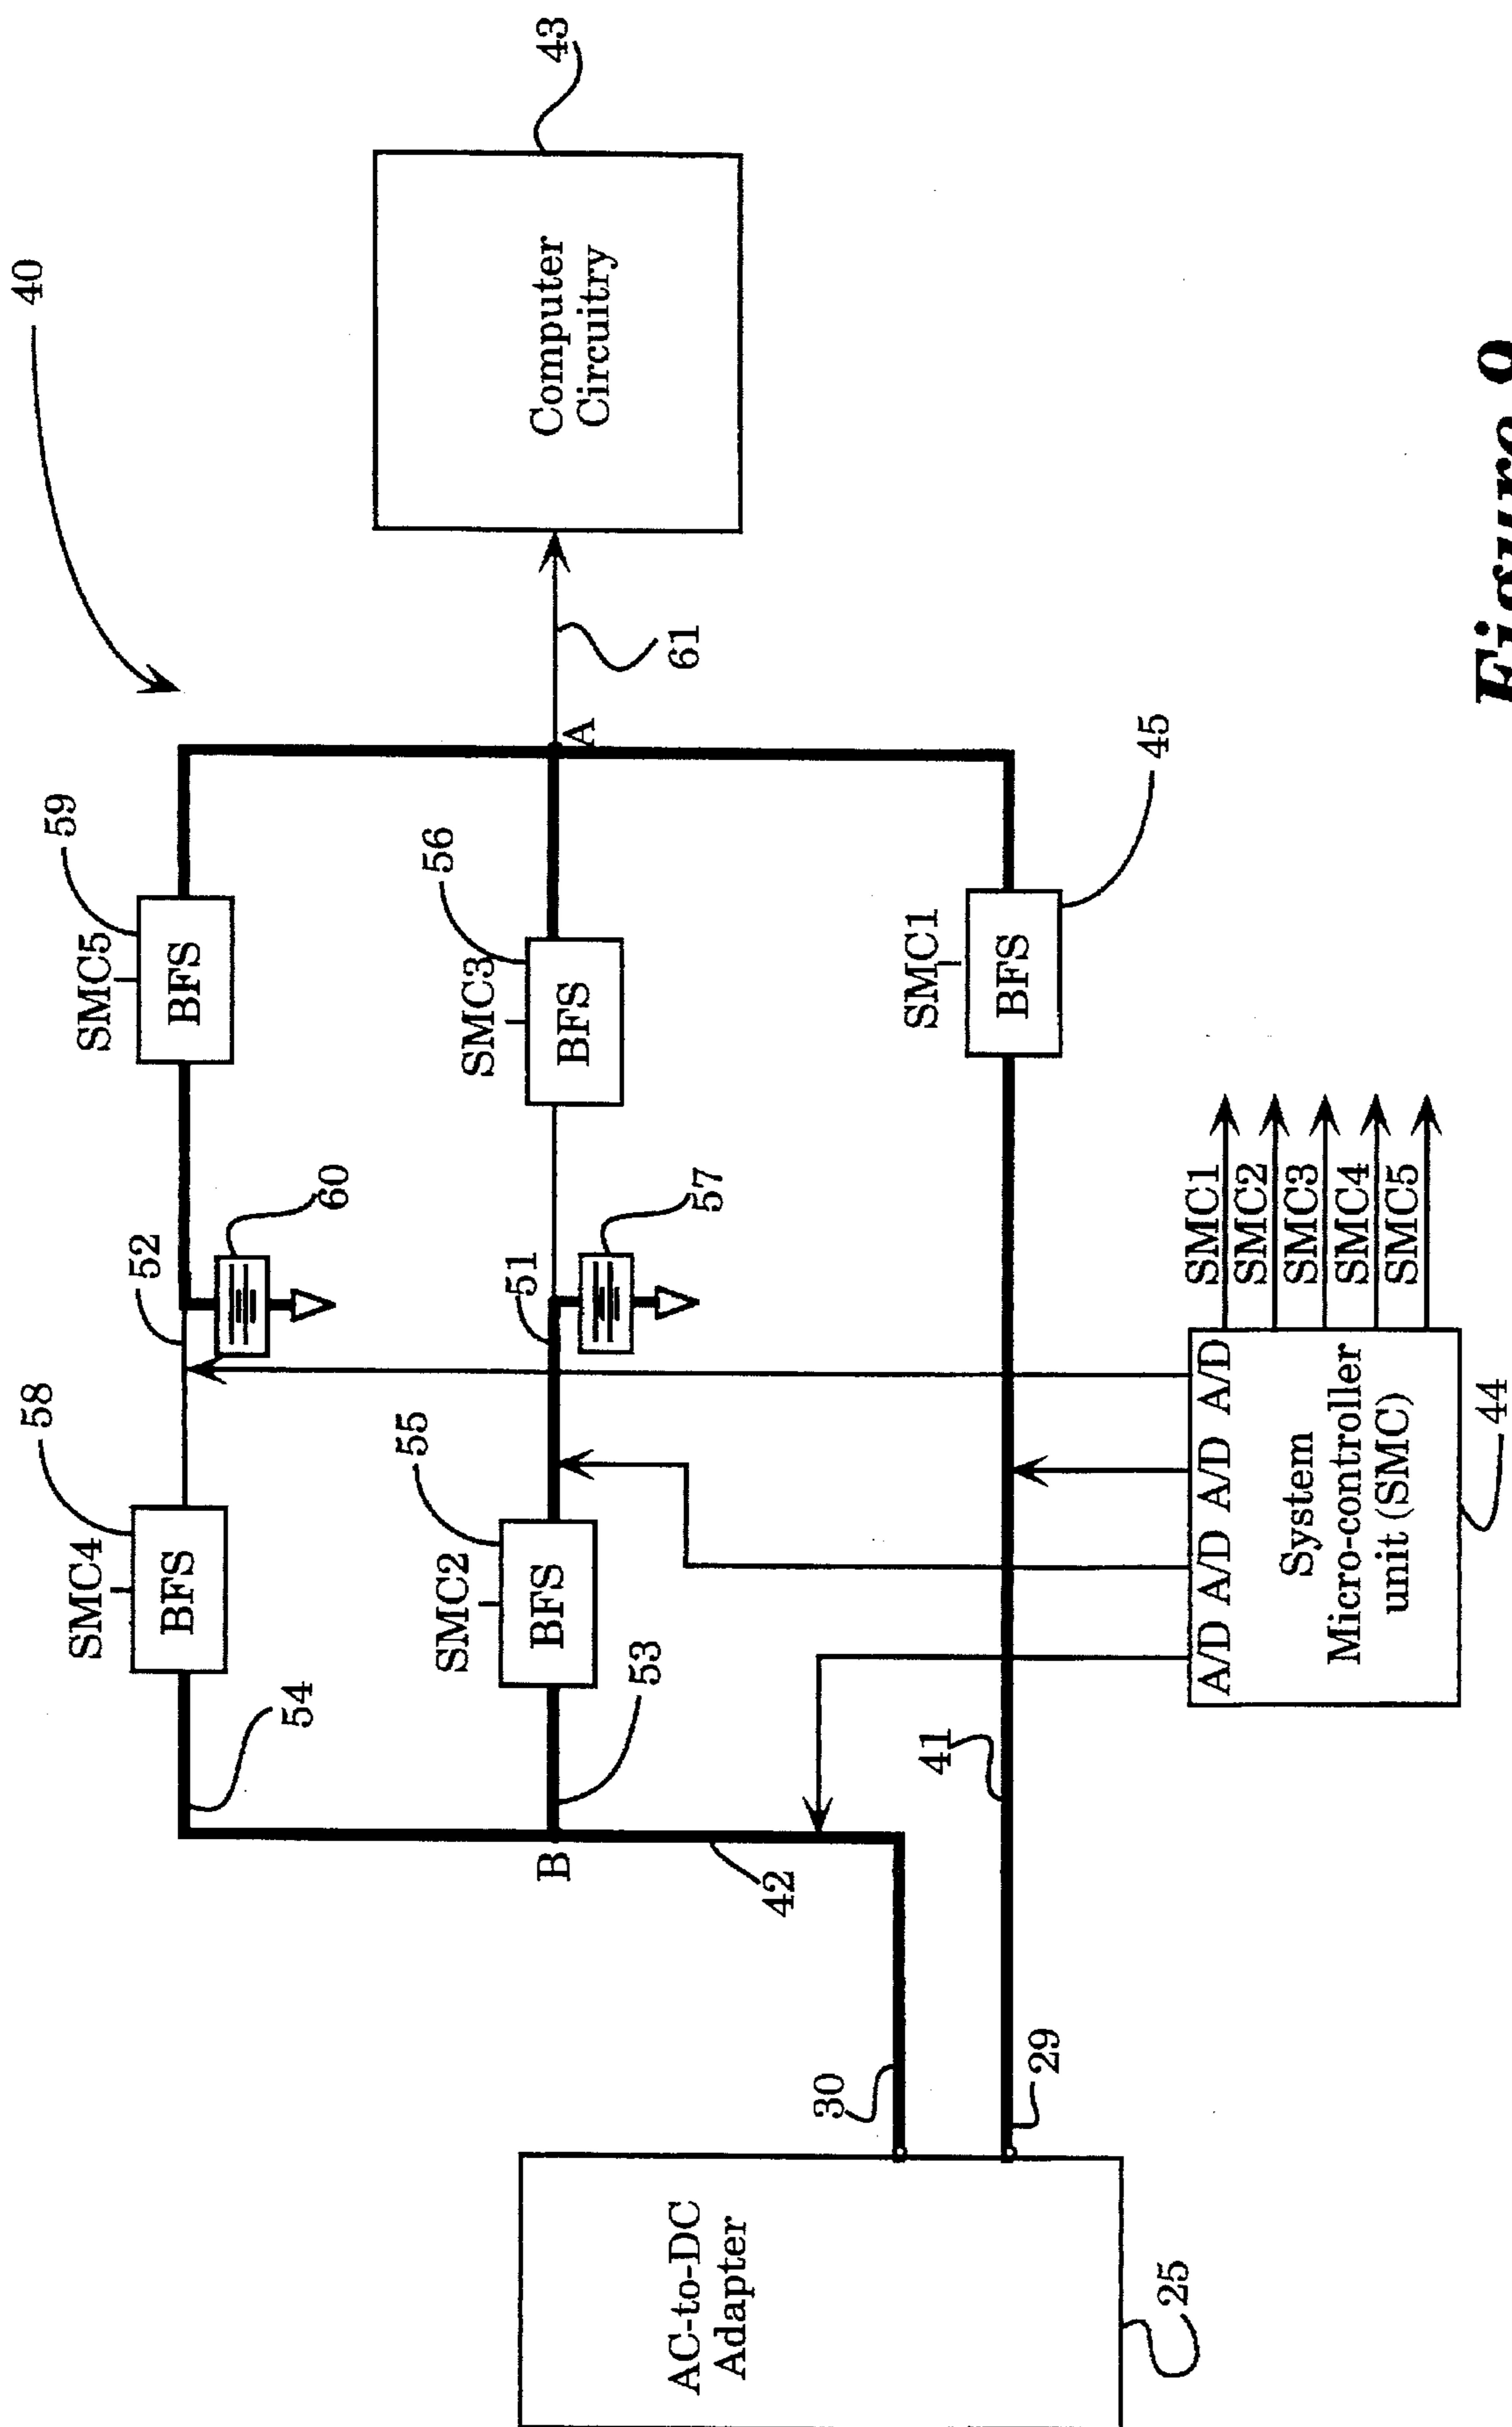 40
58
59
SMC4
SMC5
52
BFS
BFS
54
60
55
56
SMC2
SMC3
51
43
B
BFS
BFS
A
Computer
Circuitry
53
57
61
AC-to-DC
Adapter
42
30
41
SMC1
BFS
45
29
25
A/D A/D A/D A/D
System
Micro-controller
unit (SMC)
SMC1
SMC2
SMC3
SMC4
SMC5
44
Figure